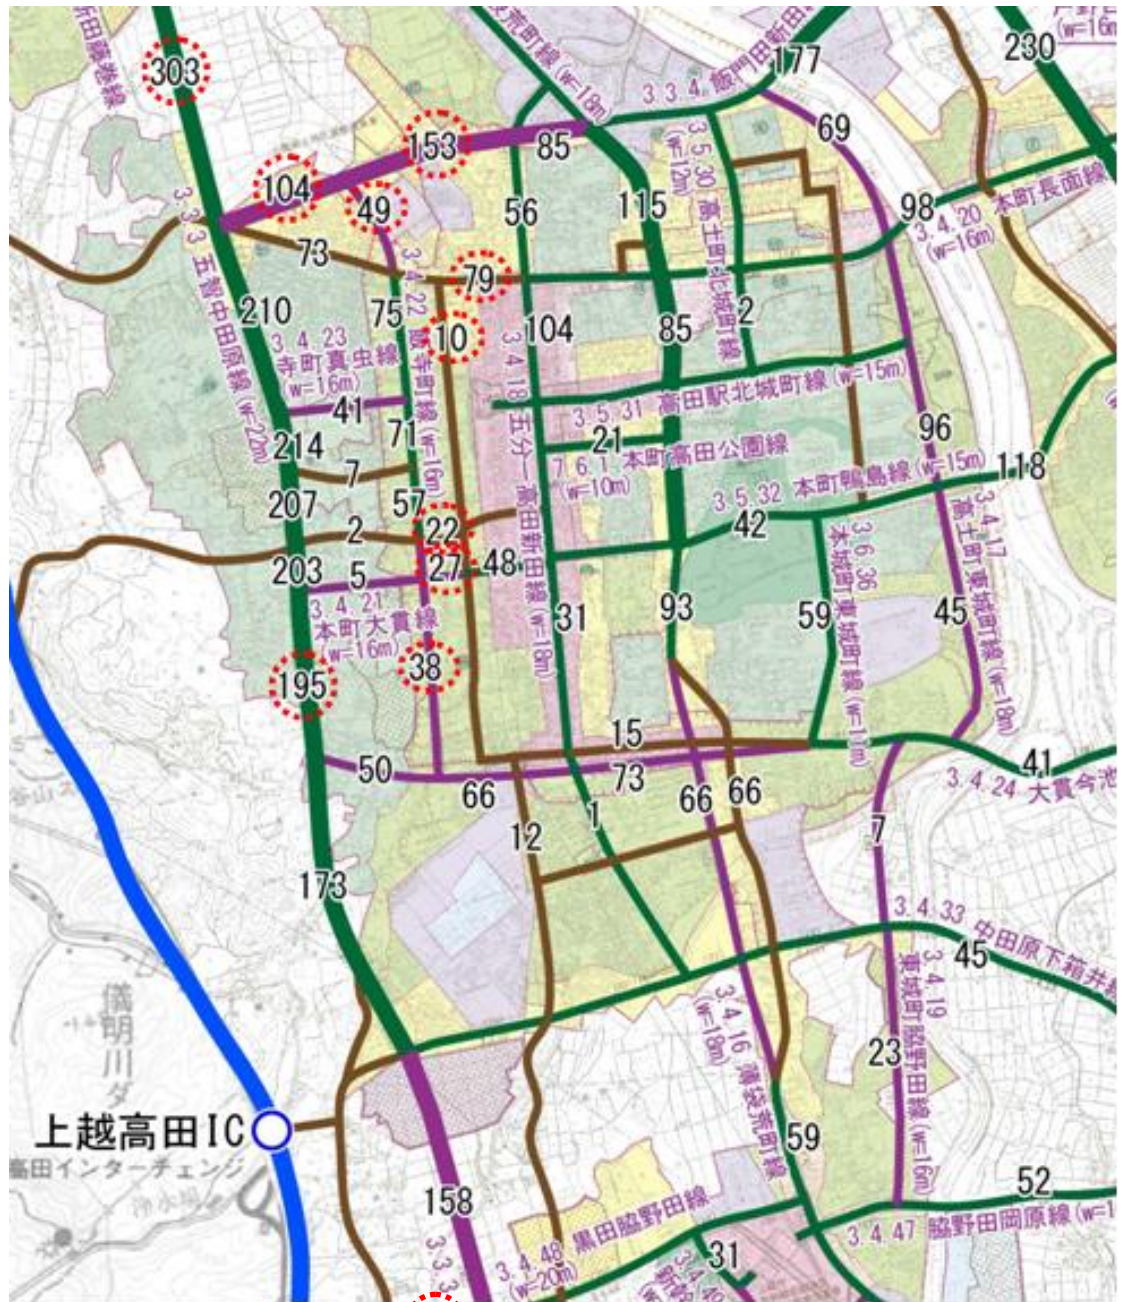 新田藤巻線
荒町線(w=18m)
177
230
303
3.3.4 飯門田新田
69
153
85
104
49
3.5.30 高土町北城町線
(w=12m)
98
3.4.20 本町長面線
(w=16m)
56
115
73
79
3.3.3 五智中田原線(w=22m)
3.4.22
寺町線(w=16m)
210
75
10
104
85
2
3.4.23
寺町真虫線
(w=16m)
41
3.4.18 五分一高田新田線(w=18m)
3.5.31 高田駅北城町線(w=15m)
214
71
21
7.6.1 本町高田公園線
(w=10m)
96
7
207
57
3.5.32 本町鴨島線(w=15m)
118
2
22
42
3.4.17
高土町東城町線(w=18m)
203
5
27
48
3.6.36
本城町東城町線(w=11m)
3.4.21
本町大貫線
(w=16m)
31
93
59
45
195
38
15
50
66
73
66
66
41
3.4.24 大貫今池
12
1
7
173
3.4.33 中田原下箱井線
45
3.4.19
東城町脇野田線(w=16m)
3.4.16 薄袋荒町線
(w=18m)
儀明川ダ
23
上越高田IC
高田インターチェンジ
59
158
52
3.4.47 脇野田岡原線(w=1
3.4.48 黒田脇野田線
(w=20m)
31
3.3.3